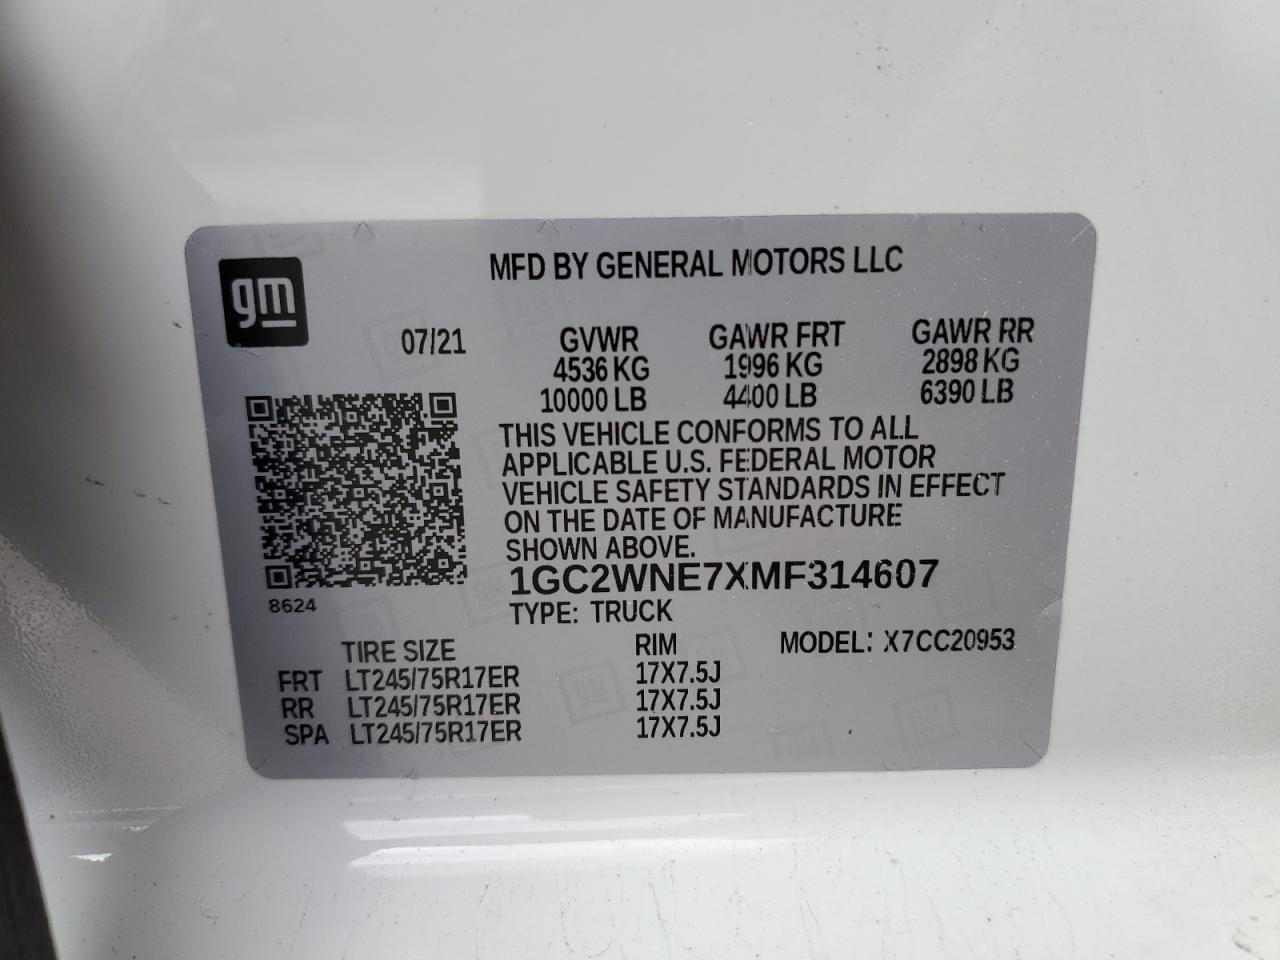 MFD BY GENERAL MOTORS LLC
gm
07/21 GVWR GAWR FRT GAWR RR
4536 KG 1996 KG 2898 KG
10000 LB 4400 LB 6390 LB
THIS VEHICLE CONFORMS TO ALL
APPLICABLE U.S. FEDERAL MOTOR
VEHICLE SAFETY STANDARDS IN EFFECT
ON THE DATE OF MANUFACTURE
SHOWN ABOVE.
1GC2WNE7XMF314607
8624
TYPE: TRUCK
TIRE SIZE RIM MODEL: X7CC20953
FRT LT245/75R17ER 17X7.5J
RR LT245/75R17ER 17X7.5J
SPA LT245/75R17ER 17X7.5J